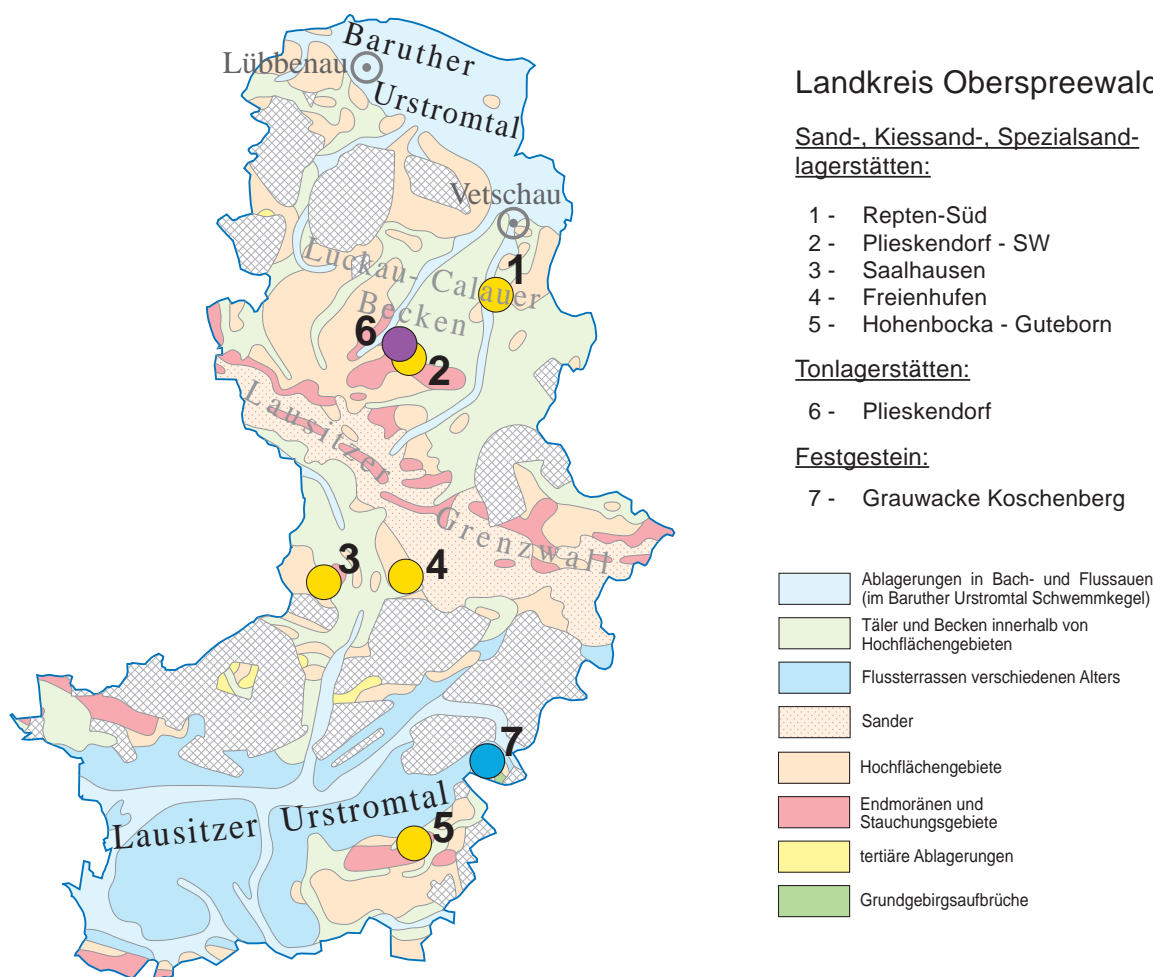 Baruther
Lübbenau
Urstromtal
Vetschau
Luckau- Calauer
Becken
1
6
2
Lausitzer
Grenzwall
3
4
7
Lausitzer Urstromtal
5
Landkreis Oberspreewald
Sand-, Kiessand-, Spezialsand-
lagerstätten:
1 - Repten-Süd
2 - Plieskendorf - SW
3 - Saalhausen
4 - Freienhufen
5 - Hohenbocka - Guteborn
Tonlagerstätten:
6 - Plieskendorf
Festgestein:
7 - Grauwacke Koschenberg
Ablagerungen in Bach- und Flussauen
(im Baruther Urstromtal Schwemmkegel)
Täler und Becken innerhalb von
Hochflächengebieten
Flussterrassen verschiedenen Alters
Sander
Hochflächengebiete
Endmoränen und
Stauchungsgebiete
tertiäre Ablagerungen
Grundgebirgsaufbrüche